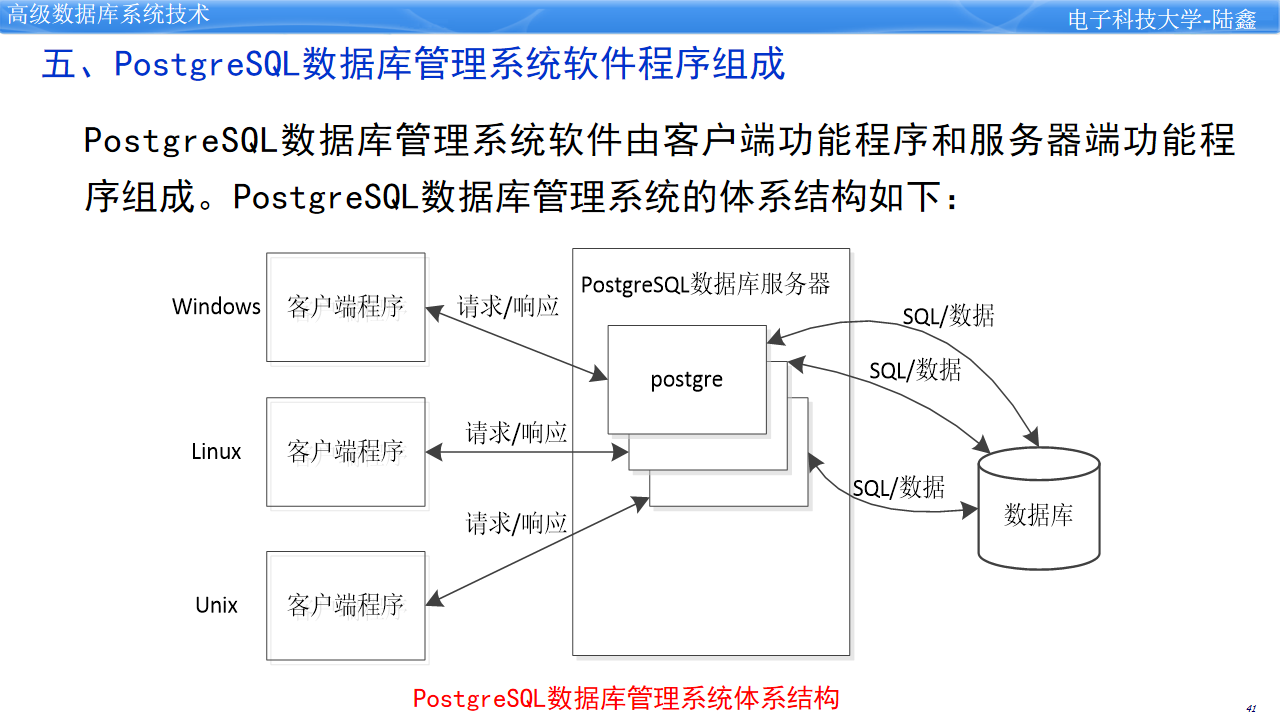 高级数据库系统技术
电子科技大学-陆鑫
五、PostgreSQL数据库管理系统软件程序组成
PostgreSQL数据库管理系统软件由客户端功能程序和服务器端功能程
序组成。PostgreSQL数据库管理系统的体系结构如下：
PostgreSQL数据库服务器
Windows
客户端程序
请求/响应
postgre
SQL/数据
SQL/数据
Linux
客户端程序
请求/响应
SQL/数据
数据库
请求/响应
Unix
客户端程序
PostgreSQL数据库管理系统体系结构
41